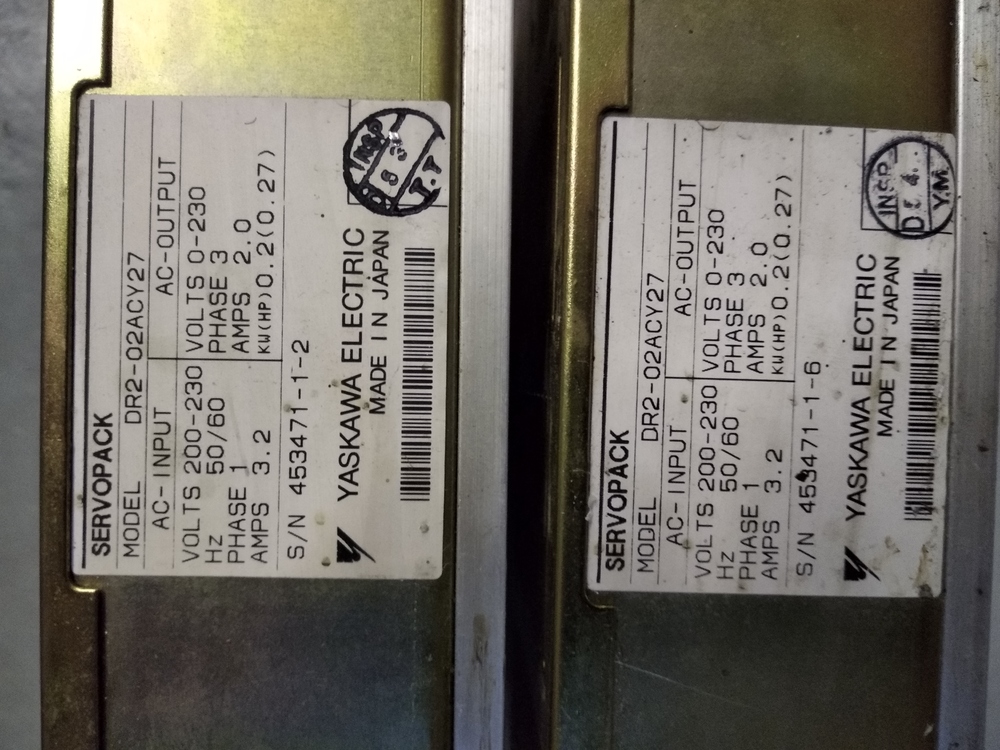 SERVOPACK
MODEL DR2-02ACY27
AC-INPUT AC-OUTPUT
VOLTS 200-230 VOLTS 0-230
Hz 50/60 PHASE 3
PHASE 1 AMPS 2.0
AMPS 3.2 KW(HP)0.2(0.27)
S/N 453471-1-2
YASKAWA ELECTRIC
MADE IN JAPAN
INSP
T.T
SERVOPACK
MODEL DR2-02ACY27
AC-INPUT AC-OUTPUT
VOLTS 200-230 VOLTS 0-230
Hz 50/60 PHASE 3
PHASE 1 AMPS 2.0
AMPS 3.2 KW(HP)0.2(0.27)
S/N 453471-1-6
YASKAWA ELECTRIC
MADE IN JAPAN
INSP
Y.M